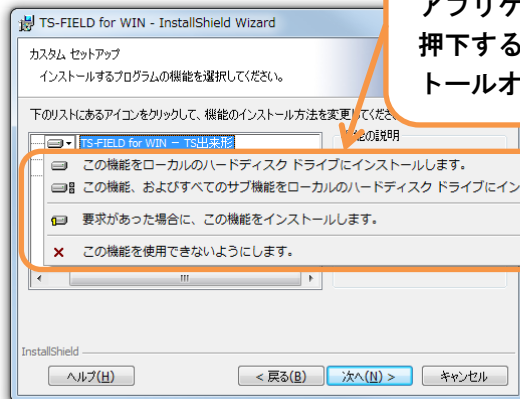 TS-FIELD for WIN - InstallShield Wizard
アプリケ
押下する
トールオ
カスタム セットアップ
インストールするプログラムの機能を選択してください。
下のリストにあるアイコンをクリックして、機能のインストール方法を変更してくださ
TS-FIELD for WIN － TS出来形
の説明
この機能をローカルのハードディスク ドライブにインストールします。
この機能、およびすべてのサブ機能をローカルのハードディスク ドライブにイン
要求があった場合に、この機能をインストールします。
この機能を使用できないようにします。
InstallShield
ヘルプ(H)
< 戻る(B)
次へ(N) >
キャンセル